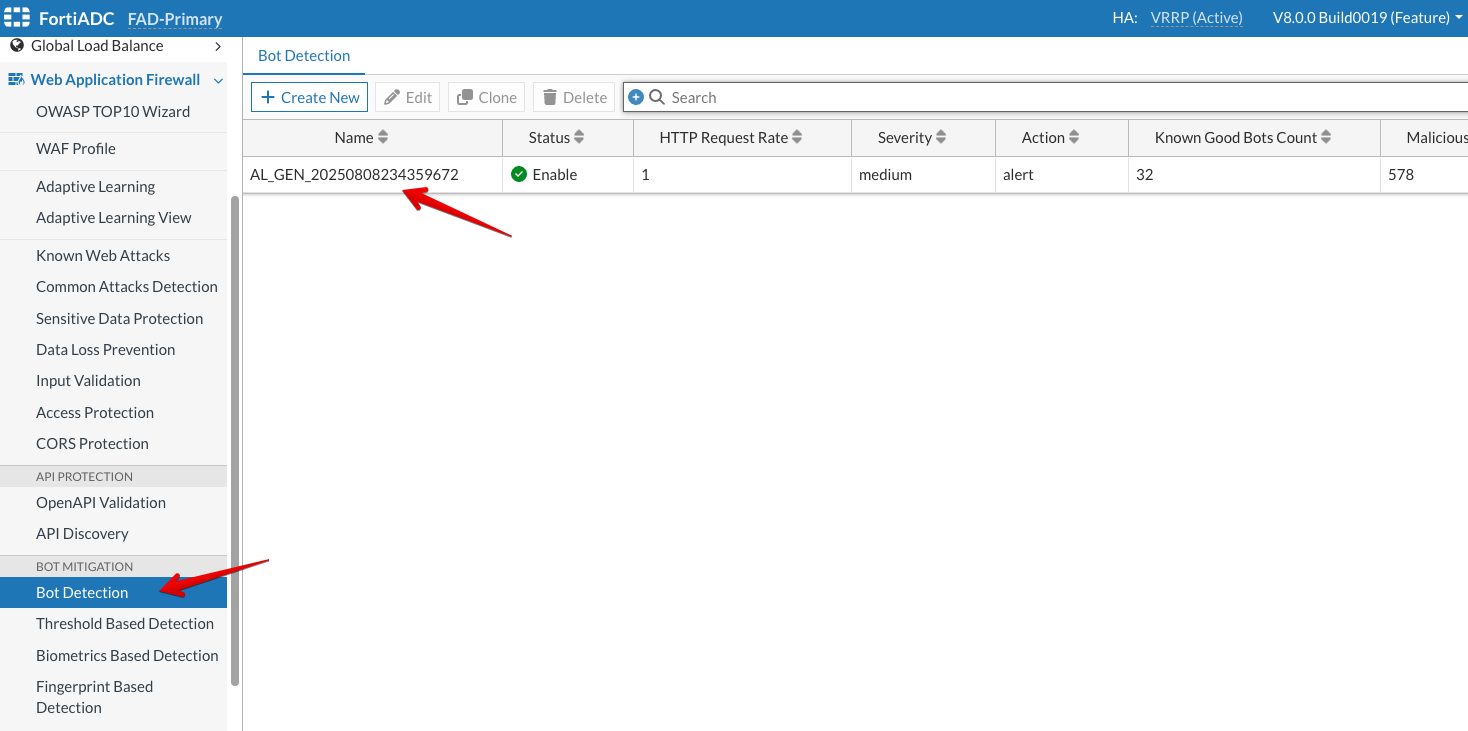 FortiADC FAD-Primary HA: VRRP (Active) V8.0.0 Build0019 (Feature)
Global Load Balance
Web Application Firewall
OWASP TOP10 Wizard
WAF Profile
Adaptive Learning
Adaptive Learning View
Known Web Attacks
Common Attacks Detection
Sensitive Data Protection
Data Loss Prevention
Input Validation
Access Protection
CORS Protection
API PROTECTION
OpenAPI Validation
API Discovery
BOT MITIGATION
Bot Detection
Threshold Based Detection
Biometrics Based Detection
Fingerprint Based
Detection
Bot Detection
Create New Edit Clone Delete Search
Name Status HTTP Request Rate Severity Action Known Good Bots Count Malicious
AL_GEN_20250808234359672 Enable 1 medium alert 32 578